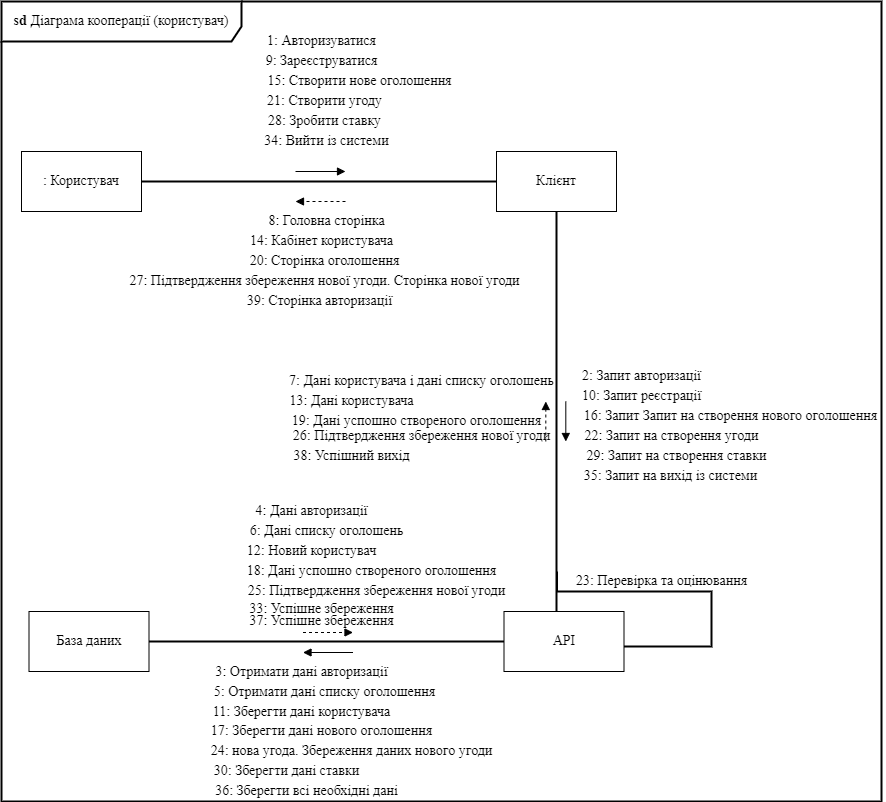 sd Діаграма кооперації (користувач)
1: Авторизуватися
9: Зареєструватися
15: Створити нове оголошення
21: Створити угоду
28: Зробити ставку
34: Вийти із системи
: Користувач
Клієнт
8: Головна сторінка
14: Кабінет користувача
20: Сторінка оголошення
27: Підтвердження збереження нової угоди. Сторінка нової угоди
39: Сторінка авторизації
7: Дані користувача і дані списку оголошень
13: Дані користувача
19: Дані успошно створеного оголошення
26: Підтвердження збереження нової угоди
38: Успішний вихід
2: Запит авторизації
10: Запит реєстрації
16: Запит Запит на створення нового оголошення
22: Запит на створення угоди
29: Запит на створення ставки
35: Запит на вихід із системи
4: Дані авторизації
6: Дані списку оголошень
12: Новий користувач
18: Дані успошно створеного оголошення
25: Підтвердження збереження нової угоди
33: Успішне збереження
37: Успішне збереження
23: Перевірка та оцінювання
База даних
API
3: Отримати дані авторизації
5: Отримати дані списку оголошення
11: Зберегти дані користувача
17: Зберегти дані нового оголошення
24: нова угода. Збереження даних нового угоди
30: Зберегти дані ставки
36: Зберегти всі необхідні дані